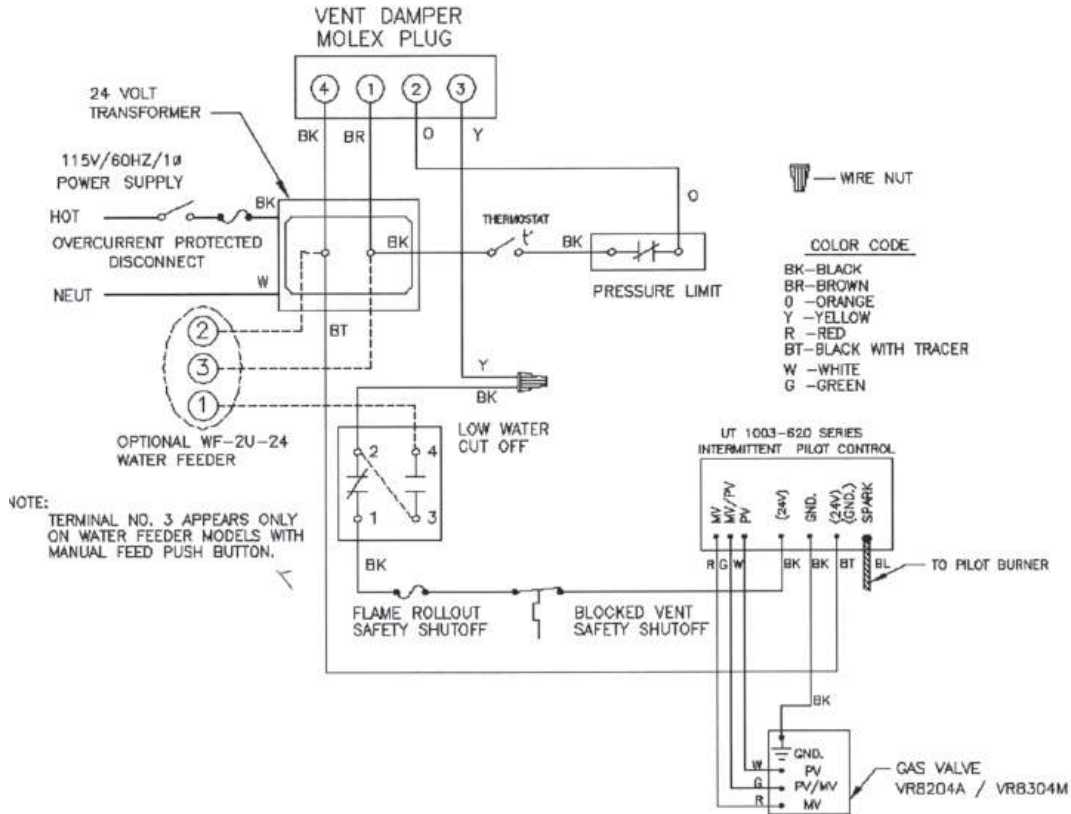 VENT DAMPER
MOLEX PLUG
4
1
2
3
BK
BR
O
Y
24 VOLT
TRANSFORMER
115V/60HZ/1Ø
POWER SUPPLY
HOT
BK
OVERCURRENT PROTECTED
DISCONNECT
NEUT
W
BK
THERMOSTAT
t°
BK
O
PRESSURE LIMIT
WIRE NUT
COLOR CODE
BK-BLACK
BR-BROWN
O -ORANGE
Y -YELLOW
R -RED
BT-BLACK WITH TRACER
W -WHITE
G -GREEN
2
3
1
BT
OPTIONAL WF-2U-24
WATER FEEDER
Y
BK
LOW WATER
CUT OFF
2
4
1
3
BK
NOTE:
TERMINAL NO. 3 APPEARS ONLY
ON WATER FEEDER MODELS WITH
MANUAL FEED PUSH BUTTON.
FLAME ROLLOUT
SAFETY SHUTOFF
BLOCKED VENT
SAFETY SHUTOFF
UT 1003-620 SERIES
INTERMITTENT PILOT CONTROL
MV
MV/PV
PV
(24V)
GND.
(24V)
(GND.)
SPARK
R
G
W
BK
BK
BT
BL
TO PILOT BURNER
BK
GND.
W
PV
G
PV/MV
R
MV
GAS VALVE
VR8204A / VR8304M